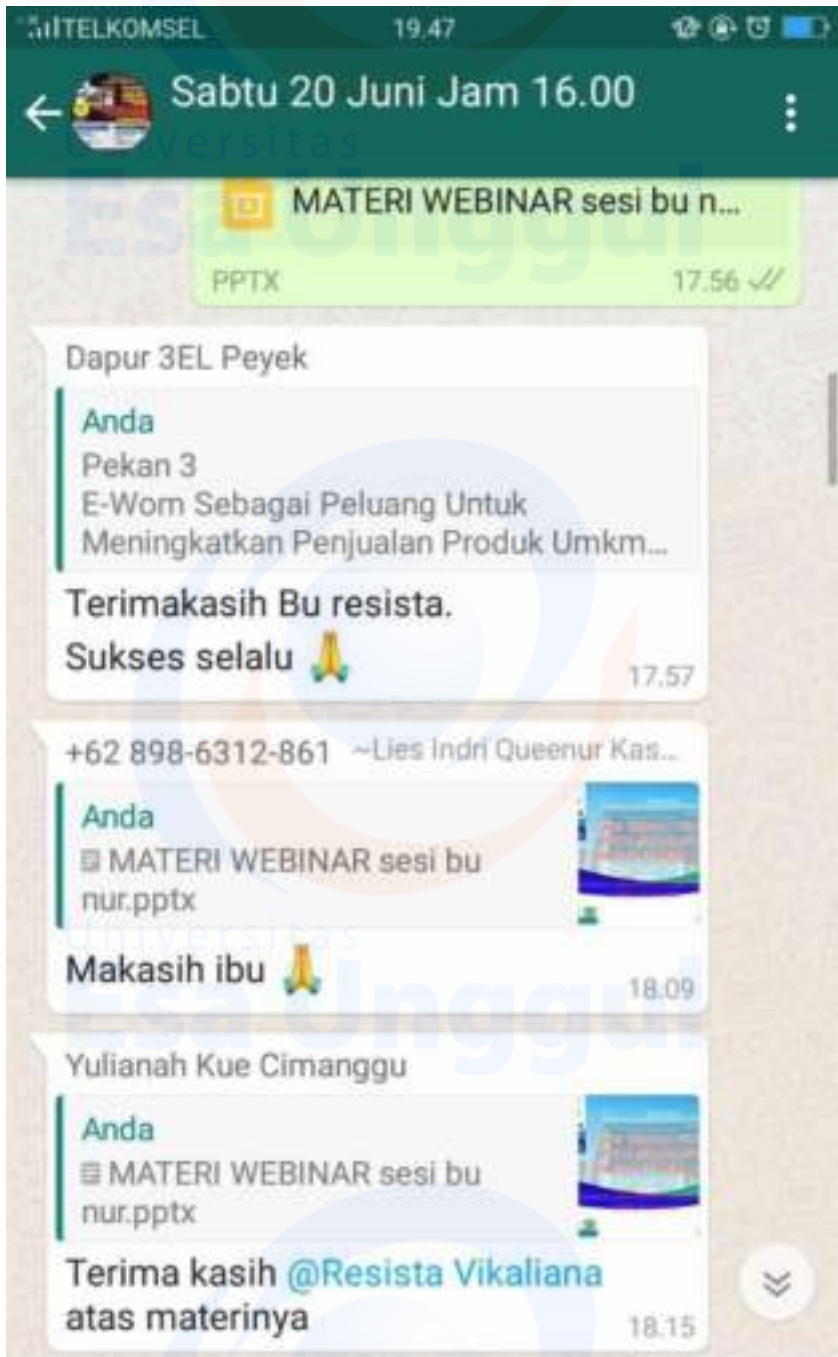 TELKOMSEL 19.47
Sabtu 20 Juni Jam 16.00
Universitas
Esa Unggul
MATERI WEBINAR sesi bu n...
PPTX 17.56
Dapur 3EL Peyek
Anda
Pekan 3
E-Wom Sebagai Peluang Untuk
Meningkatkan Penjualan Produk Umkm...
Terimakasih Bu resista.
Sukses selalu 🙏
17.57
+62 898-6312-861 ~Lies Indri Queenur Kas...
Anda
MATERI WEBINAR sesi bu
nur.pptx
Universitas
Makasih ibu 🙏
18.09
Esa Unggul
Yulianah Kue Cimanggu
Anda
MATERI WEBINAR sesi bu
nur.pptx
Terima kasih @Resista Vikaliana
atas materinya
18.15